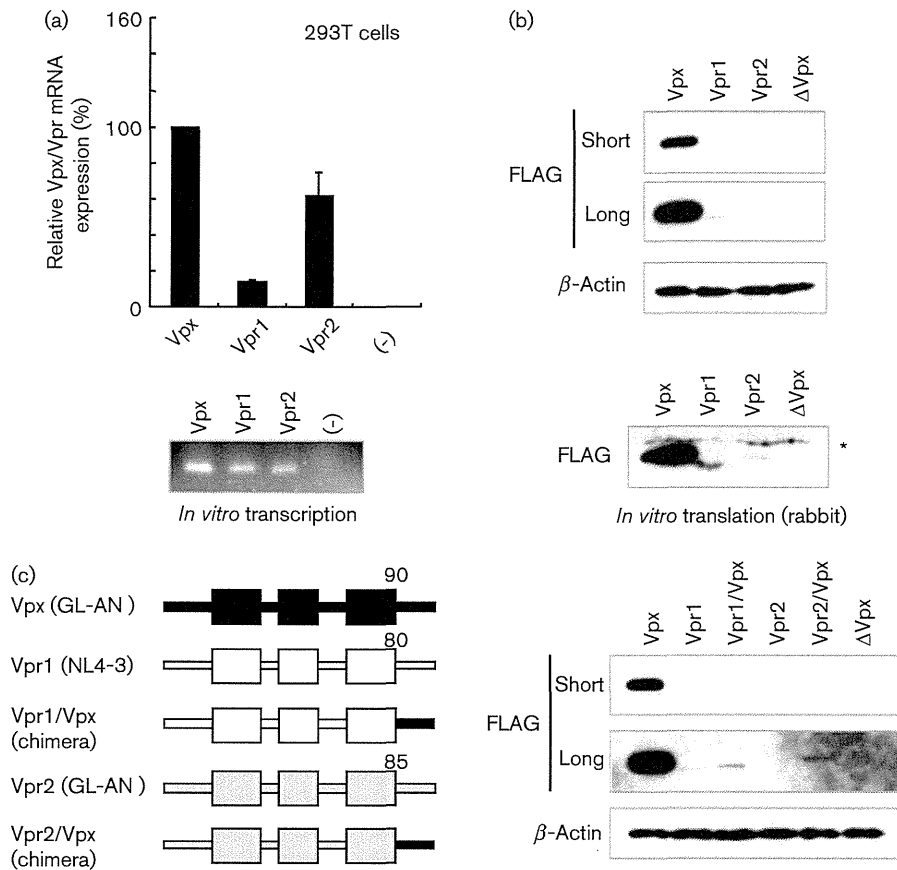 (a)
160
100
0
Relative Vpx/Vpr mRNA
expression (%)
293T cells
Vpx
Vpr1
Vpr2
(-)
Vpx
Vpr1
Vpr2
(-)
In vitro transcription
(b)
Vpx
Vpr1
Vpr2
ΔVpx
FLAG
Short
Long
β-Actin
Vpx
Vpr1
Vpr2
ΔVpx
FLAG
*
In vitro translation (rabbit)
(c)
90
Vpx (GL-AN )
80
Vpr1 (NL4-3)
Vpr1/Vpx
(chimera)
85
Vpr2 (GL-AN )
Vpr2/Vpx
(chimera)
Vpx
Vpr1
Vpr1/Vpx
Vpr2
Vpr2/Vpx
ΔVpx
FLAG
Short
Long
β-Actin